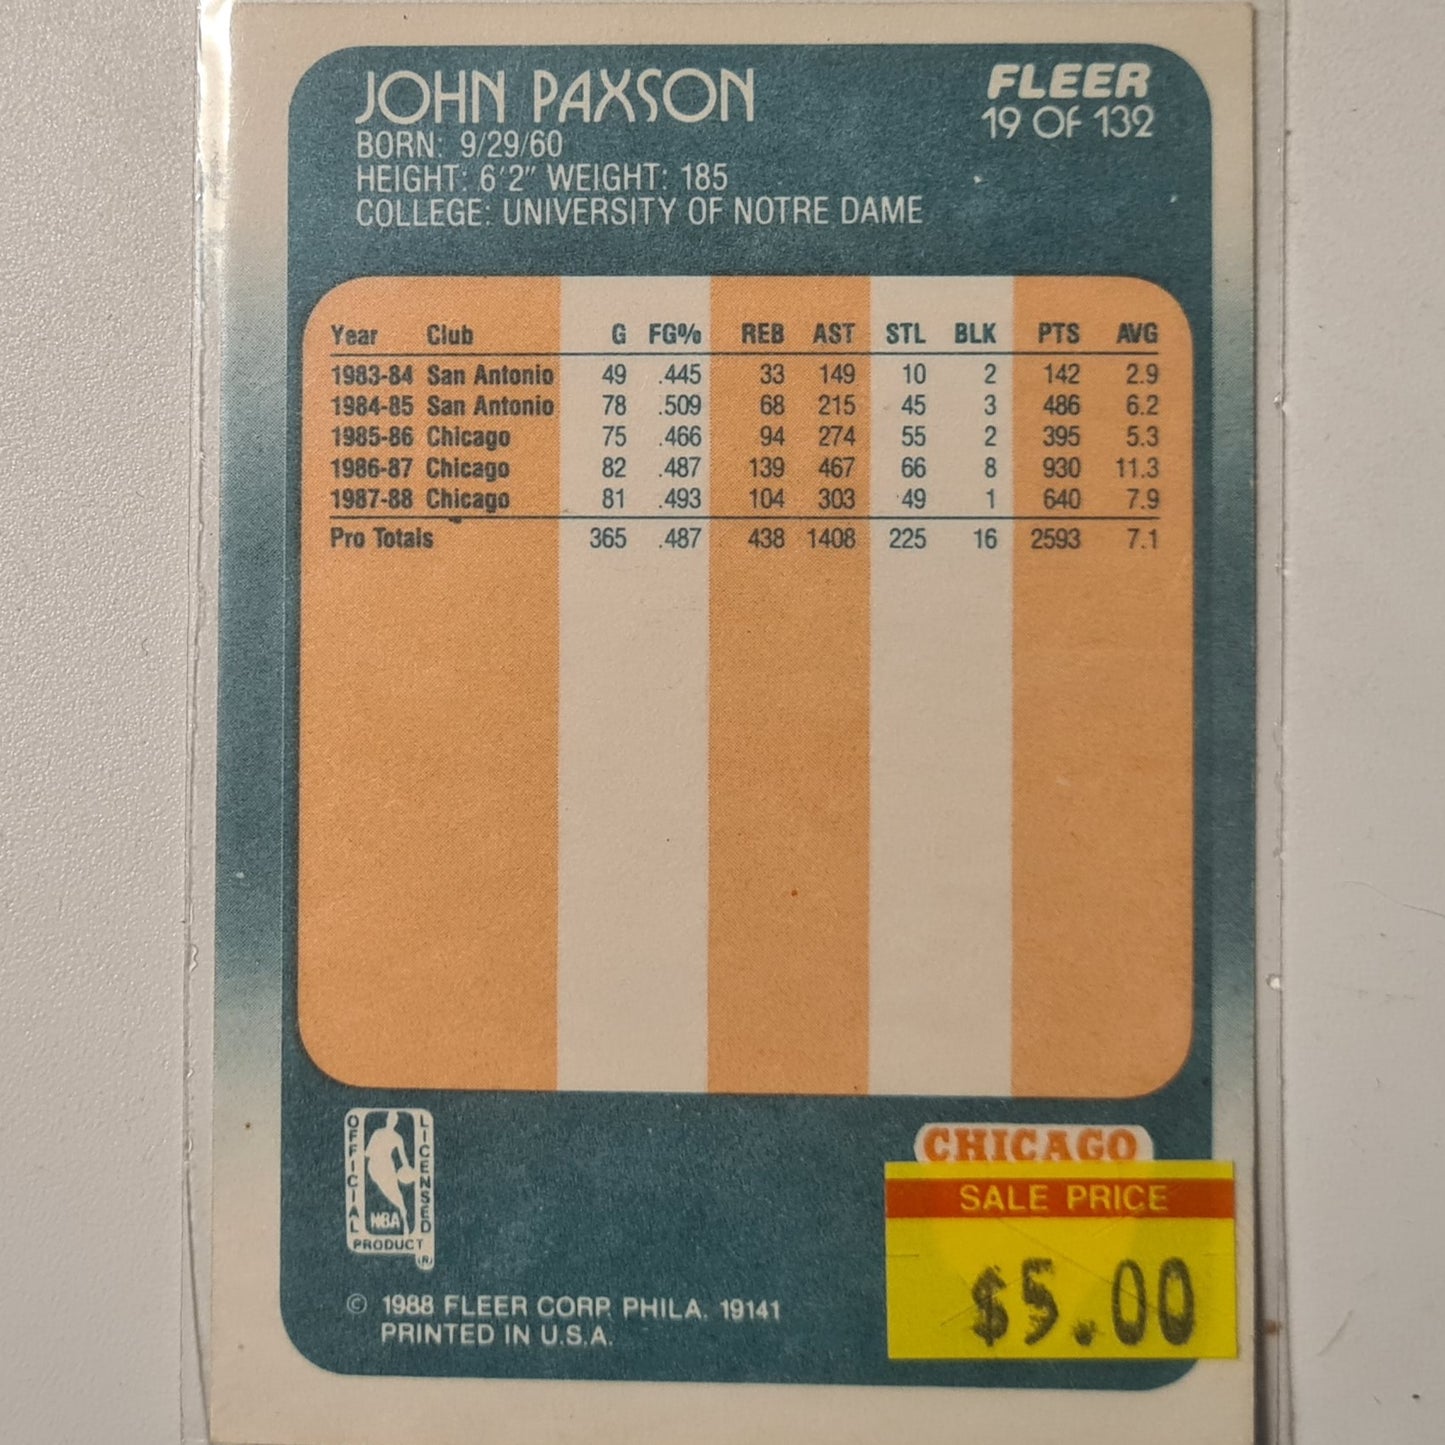 JOHN PAXSON
FLEER
19 OF 132
BORN: 9/29/60
HEIGHT: 6'2" WEIGHT: 185
COLLEGE: UNIVERSITY OF NOTRE DAME
Year Club G FG% REB AST STL BLK PTS AVG
1983-84 San Antonio 49 .445 33 149 10 2 142 2.9
1984-85 San Antonio 78 .509 68 215 45 3 486 6.2
1985-86 Chicago 75 .466 94 274 55 2 395 5.3
1986-87 Chicago 82 .487 139 467 66 8 930 11.3
1987-88 Chicago 81 .493 104 303 49 1 640 7.9
Pro Totals 365 .487 438 1408 225 16 2593 7.1
OFFICIAL
LICENSED
NBA
PRODUCT
®
CHICAGO
SALE PRICE
$5.00
© 1988 FLEER CORP. PHILA. 19141
PRINTED IN U.S.A.